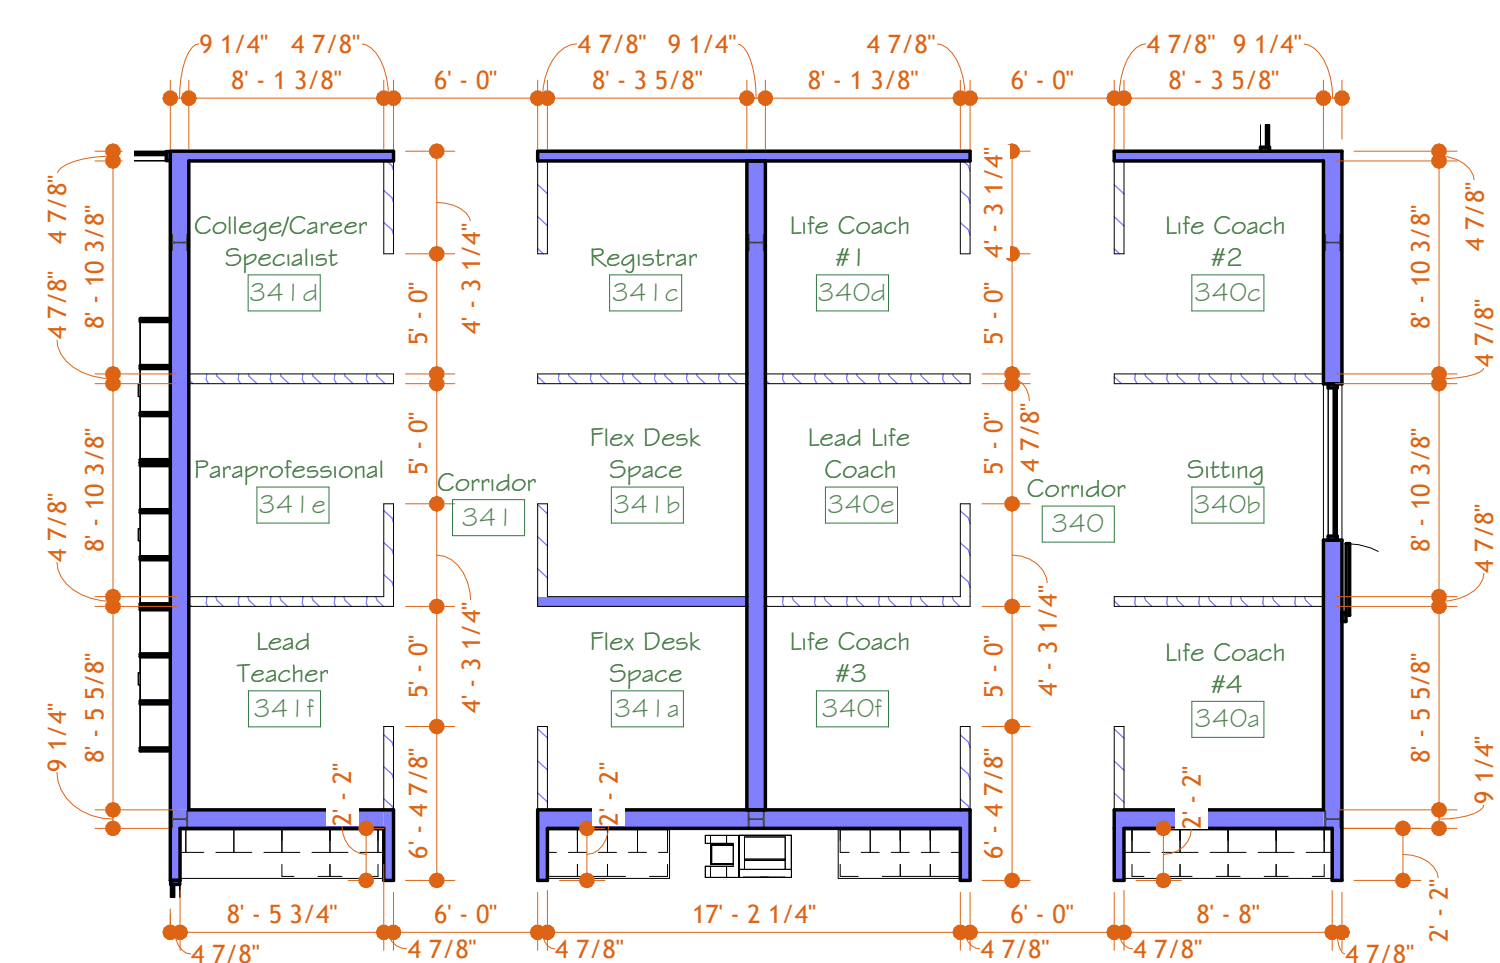 9 1/4" 4 7/8" 4 7/8" 9 1/4" 4 7/8" 4 7/8" 9 1/4"
8' - 1 3/8" 6' - 0" 8' - 3 5/8" 8' - 1 3/8" 6' - 0" 8' - 3 5/8"
4 7/8"
8' - 10 3/8"
4 7/8"
8' - 10 3/8"
4 7/8"
8' - 5 5/8"
9 1/4"
College/Career
Specialist
341d
Paraprofessional
341e
Lead
Teacher
341f
2' - 2"
4' - 3 1/4"
5' - 0"
5' - 0"
4' - 3 1/4"
5' - 0"
6' - 4 7/8"
Corridor
341
Registrar
341c
Flex Desk
Space
341b
Flex Desk
Space
341a
2' - 2"
Life Coach
#1
340d
Lead Life
Coach
340e
Life Coach
#3
340f
4' - 3 1/4"
5' - 0"
4 7/8"
5' - 0"
4' - 3 1/4"
5' - 0"
6' - 4 7/8"
Corridor
340
Life Coach
#2
340c
Sitting
340b
Life Coach
#4
340a
2' - 2"
4 7/8"
8' - 10 3/8"
4 7/8"
8' - 10 3/8"
4 7/8"
8' - 5 5/8"
9 1/4"
2' - 2"
8' - 5 3/4" 6' - 0" 17' - 2 1/4" 6' - 0" 8' - 8"
4 7/8" 4 7/8" 4 7/8" 4 7/8" 4 7/8" 4 7/8"